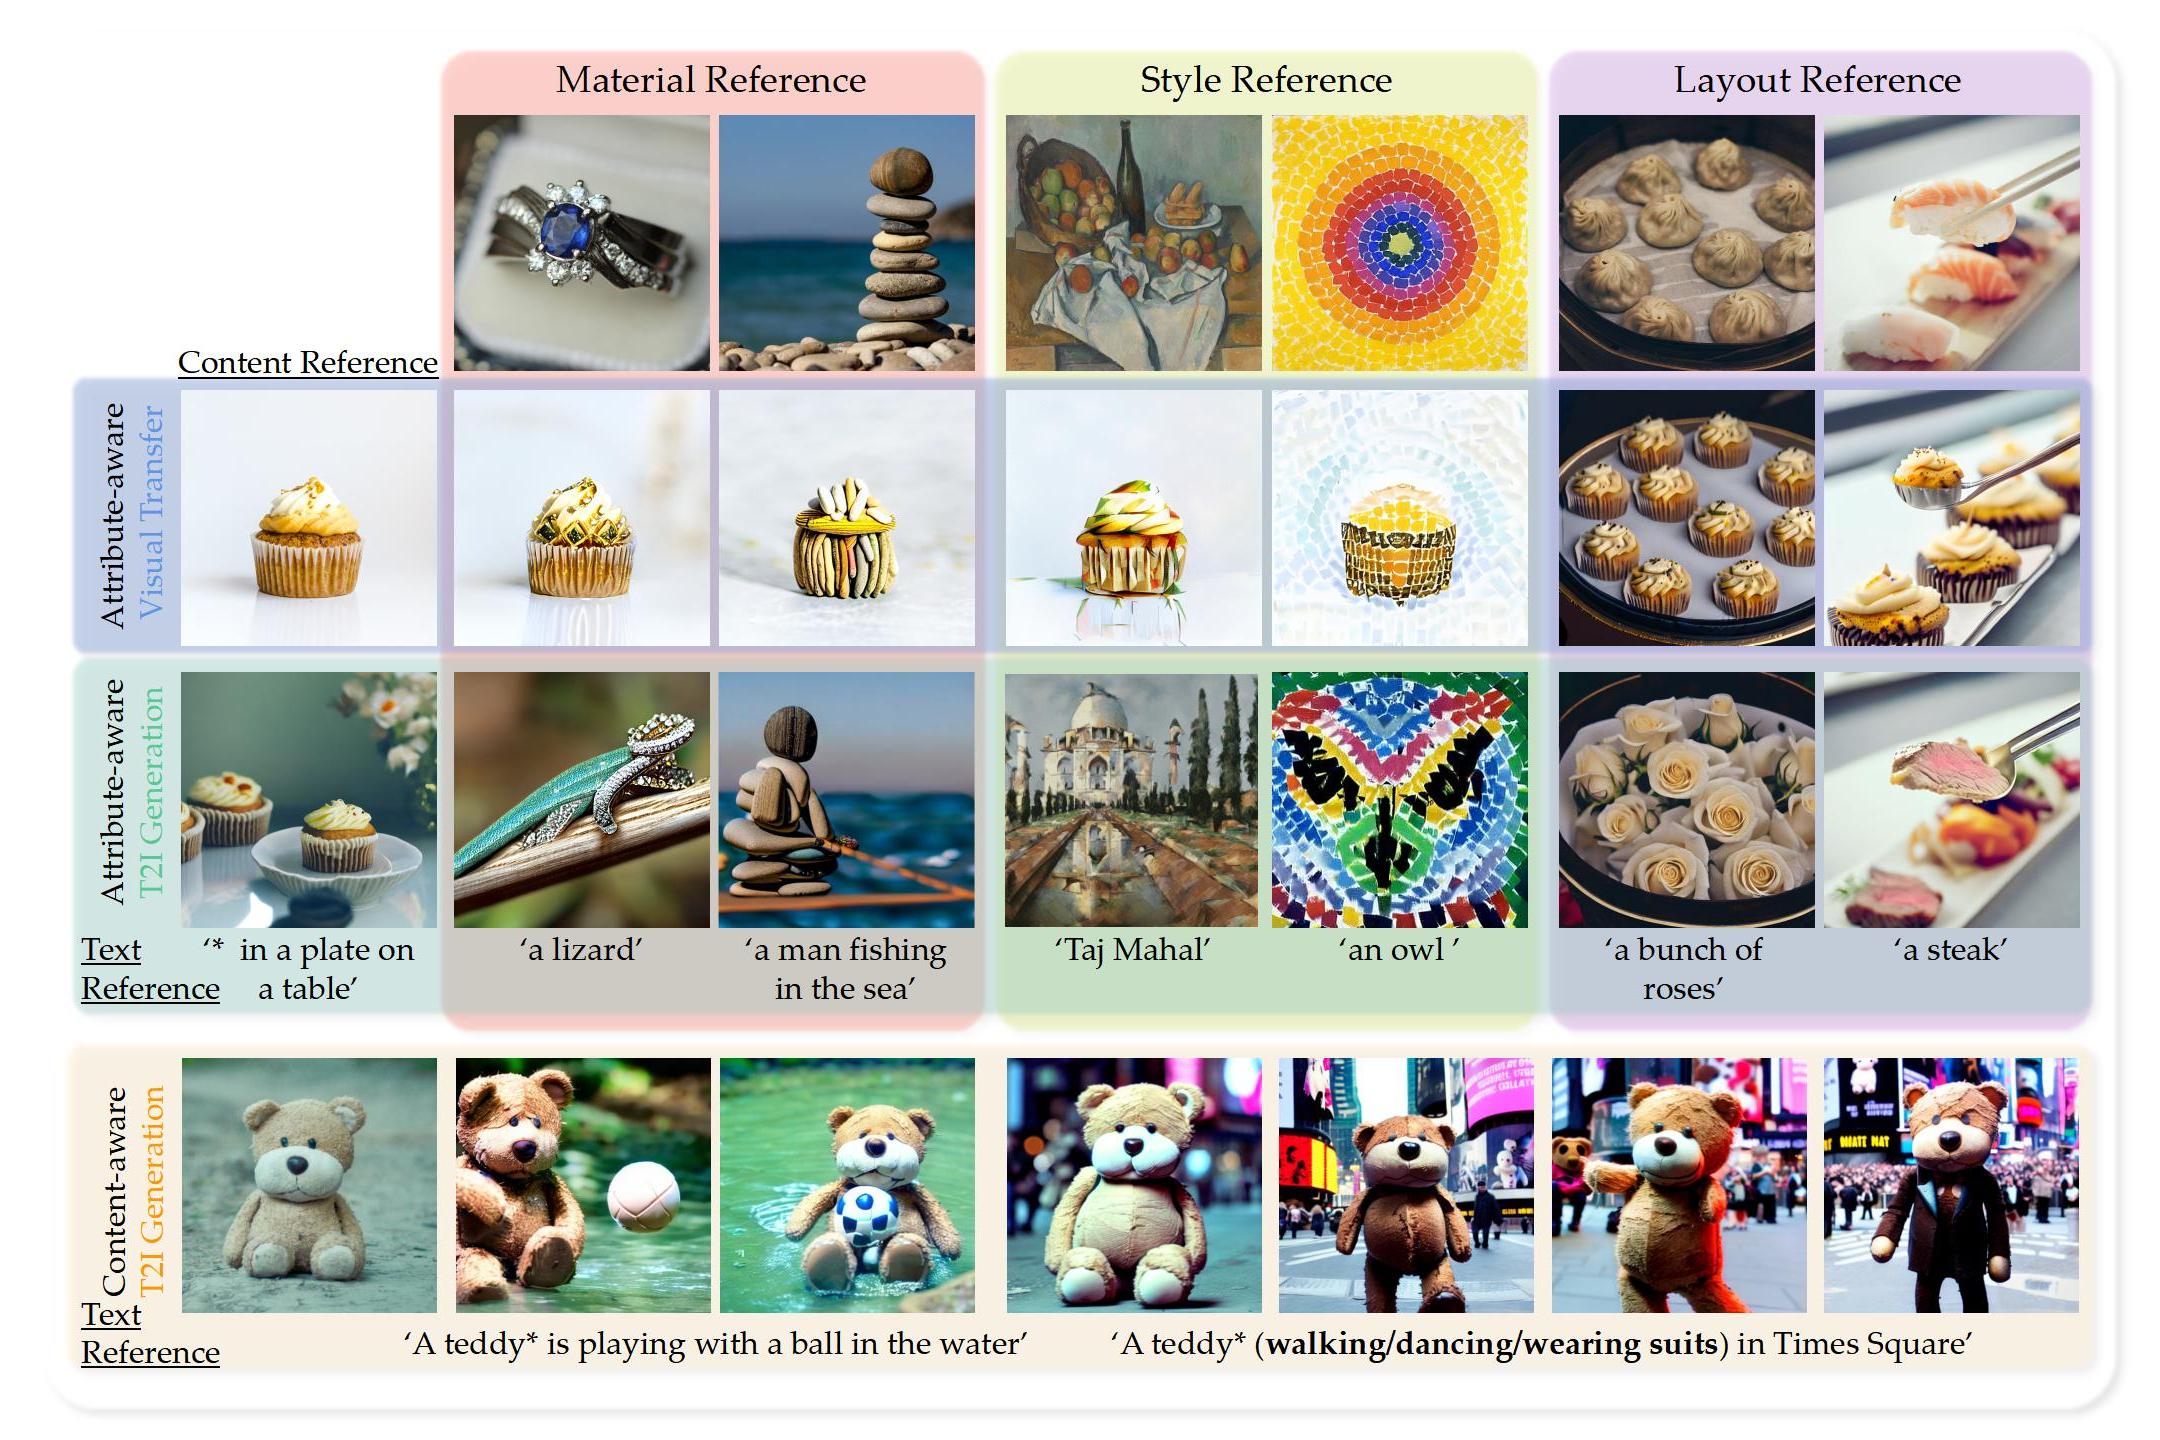 Material Reference
Style Reference
Layout Reference
Content Reference
Attribute-aware
Visual Transfer
Attribute-aware
T2I Generation
Text
Reference
‘* in a plate on
a table’
‘a lizard’
‘a man fishing
in the sea’
‘Taj Mahal’
‘an owl ’
‘a bunch of
roses’
‘a steak’
Content-aware
T2I Generation
Text
Reference
‘A teddy* is playing with a ball in the water’
‘A teddy* (walking/dancing/wearing suits) in Times Square’